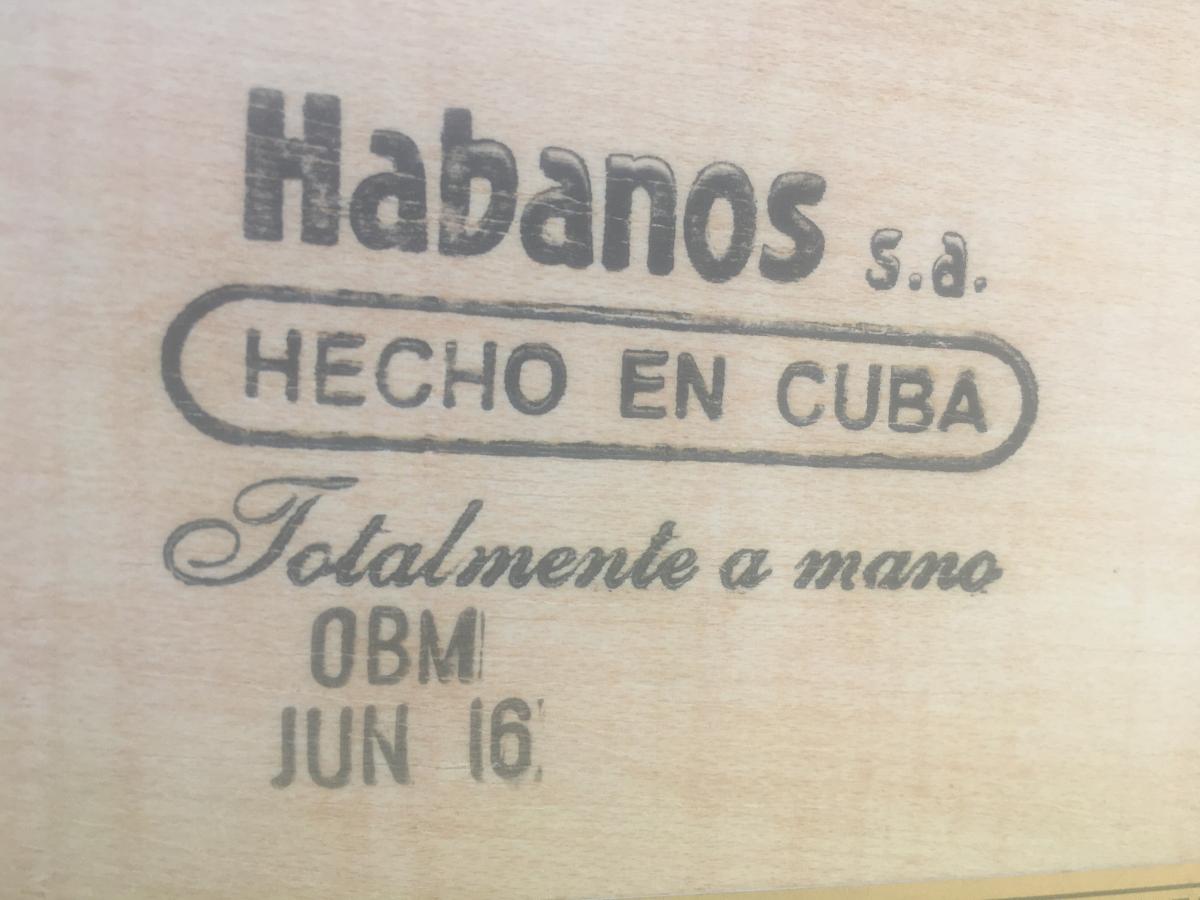 Habanos s.a.
HECHO EN CUBA
Totalmente a mano
OBM
JUN 16